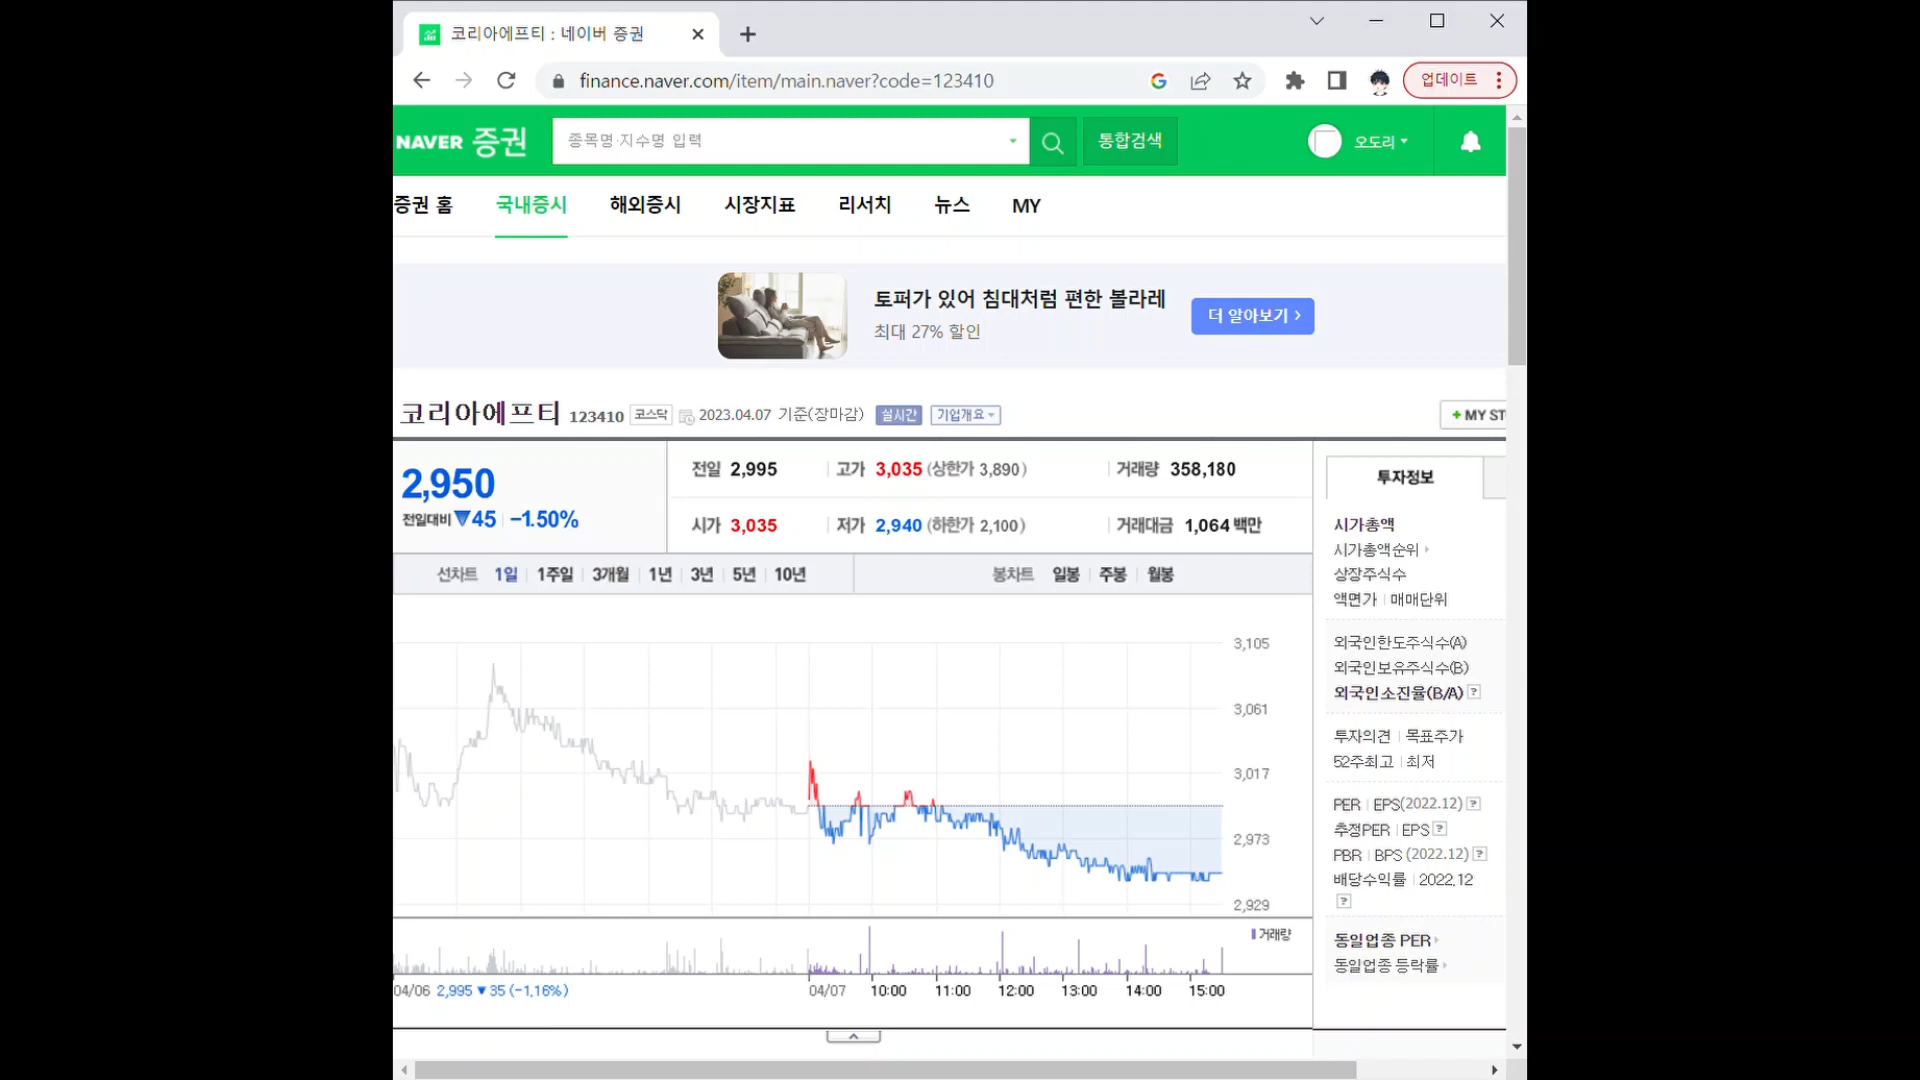 코리아에프티 : 네이버 증권
finance.naver.com/item/main.naver?code=123410
업데이트
NAVER 증권
종목명·지수명 입력
통합검색
오도리
증권 홈 국내증시 해외증시 시장지표 리서치 뉴스 MY
토퍼가 있어 침대처럼 편한 볼라레
최대 27% 할인
더 알아보기 >
코리아에프티 123410 코스닥 2023.04.07 기준(장마감) 실시간 기업개요
+ MY ST
2,950
전일대비 ▼45 -1.50%
전일 2,995 고가 3,035 (상한가 3,890) 거래량 358,180
시가 3,035 저가 2,940 (하한가 2,100) 거래대금 1,064 백만
선차트 1일 1주일 3개월 1년 3년 5년 10년
봉차트 일봉 주봉 월봉
3,105
3,061
3,017
2,973
2,929
거래량
04/06 2,995 ▼ 35 (-1.16%)
04/07 10:00 11:00 12:00 13:00 14:00 15:00
투자정보
시가총액
시가총액순위
상장주식수
액면가 | 매매단위
외국인한도주식수(A)
외국인보유주식수(B)
외국인소진율(B/A) ?
투자의견 | 목표주가
52주최고 | 최저
PER | EPS(2022.12) ?
추정PER | EPS ?
PBR | BPS (2022.12) ?
배당수익률 | 2022.12
?
동일업종 PER
동일업종 등락률